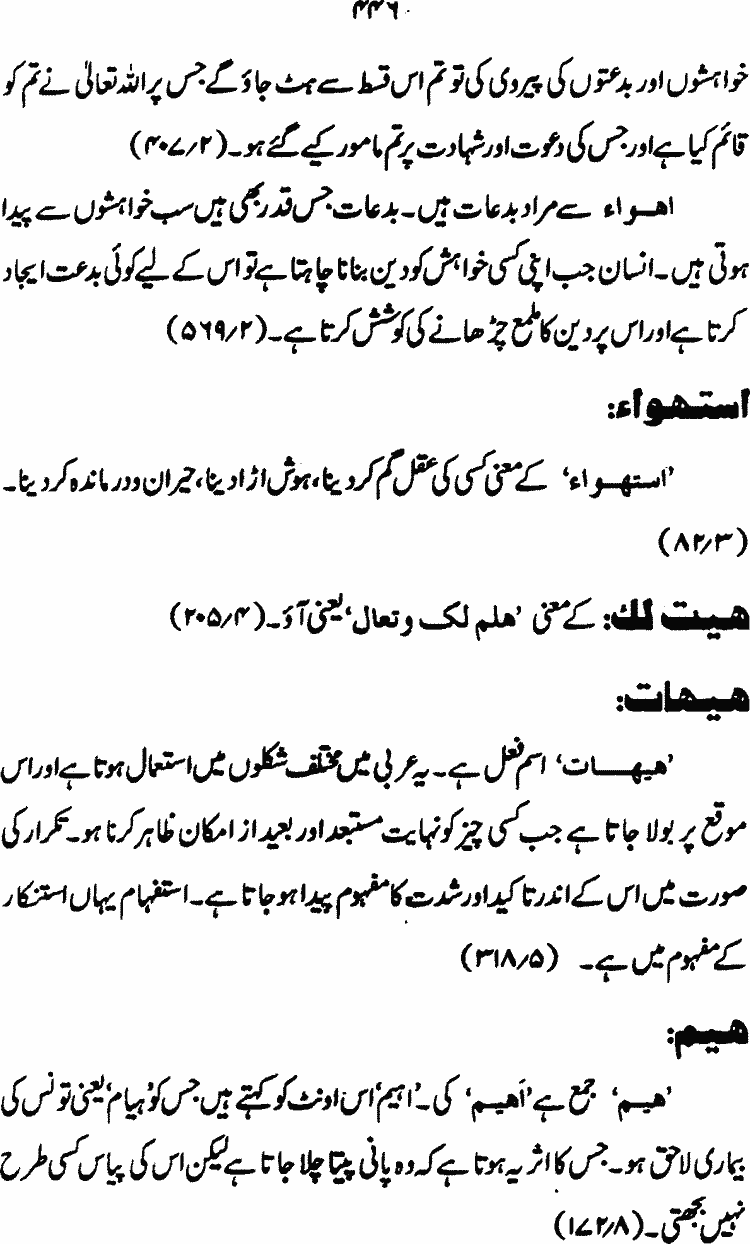 ۴۴۶
خواہشوں اور بدعتوں کی پیروی کی تو تم اس قسط سے ہٹ جاؤ گے جس پر اللہ تعالیٰ نے تم کو
قائم کیا ہے اور جس کی دعوت اور شہادت پر تم مامور کیے گئے ہو۔ (۴۰۷/۲)
اهواء سے مراد بدعات ہیں۔ بدعات جس قدر بھی ہیں سب خواہشوں سے پیدا
ہوتی ہیں۔ انسان جب اپنی کسی خواہش کو دین بنانا چاہتا ہے تو اس کے لیے کوئی بدعت ایجاد
کرتا ہے اور اس پر دین کا ملمع چڑھانے کی کوشش کرتا ہے۔ (۵۶۹/۲)
استهواء:
’استهواء‘ کے معنی کسی کی عقل گم کر دینا، ہوش اڑا دینا، حیران و درماندہ کر دینا۔
(۸۲/۳)
هيت لك: کے معنی ’هلم لک و تعال‘ یعنی آؤ۔ (۲۰۵/۴)
هيهات:
’هيهات‘ اسم فعل ہے۔ یہ عربی میں مختلف شکلوں میں استعمال ہوتا ہے اور اس
موقع پر بولا جاتا ہے جب کسی چیز کو نہایت مستبعد اور بعید از امکان ظاہر کرنا ہو۔ تکرار کی
صورت میں اس کے اندر تاکید اور شدت کا مفہوم پیدا ہو جاتا ہے۔ استفہام یہاں استنکار
کے مفہوم میں ہے۔ (۳۱۸/۵)
هيم:
’هيم‘ جمع ہے ’اَهيم‘ کی۔ ’اہیم‘ اس اونٹ کو کہتے ہیں جس کو ’ہُیام‘ یعنی تونس کی
بیماری لاحق ہو۔ جس کا اثر یہ ہوتا ہے کہ وہ پانی پیتا چلا جاتا ہے لیکن اس کی پیاس کسی طرح
نہیں بجھتی۔ (۱۷۲/۸)